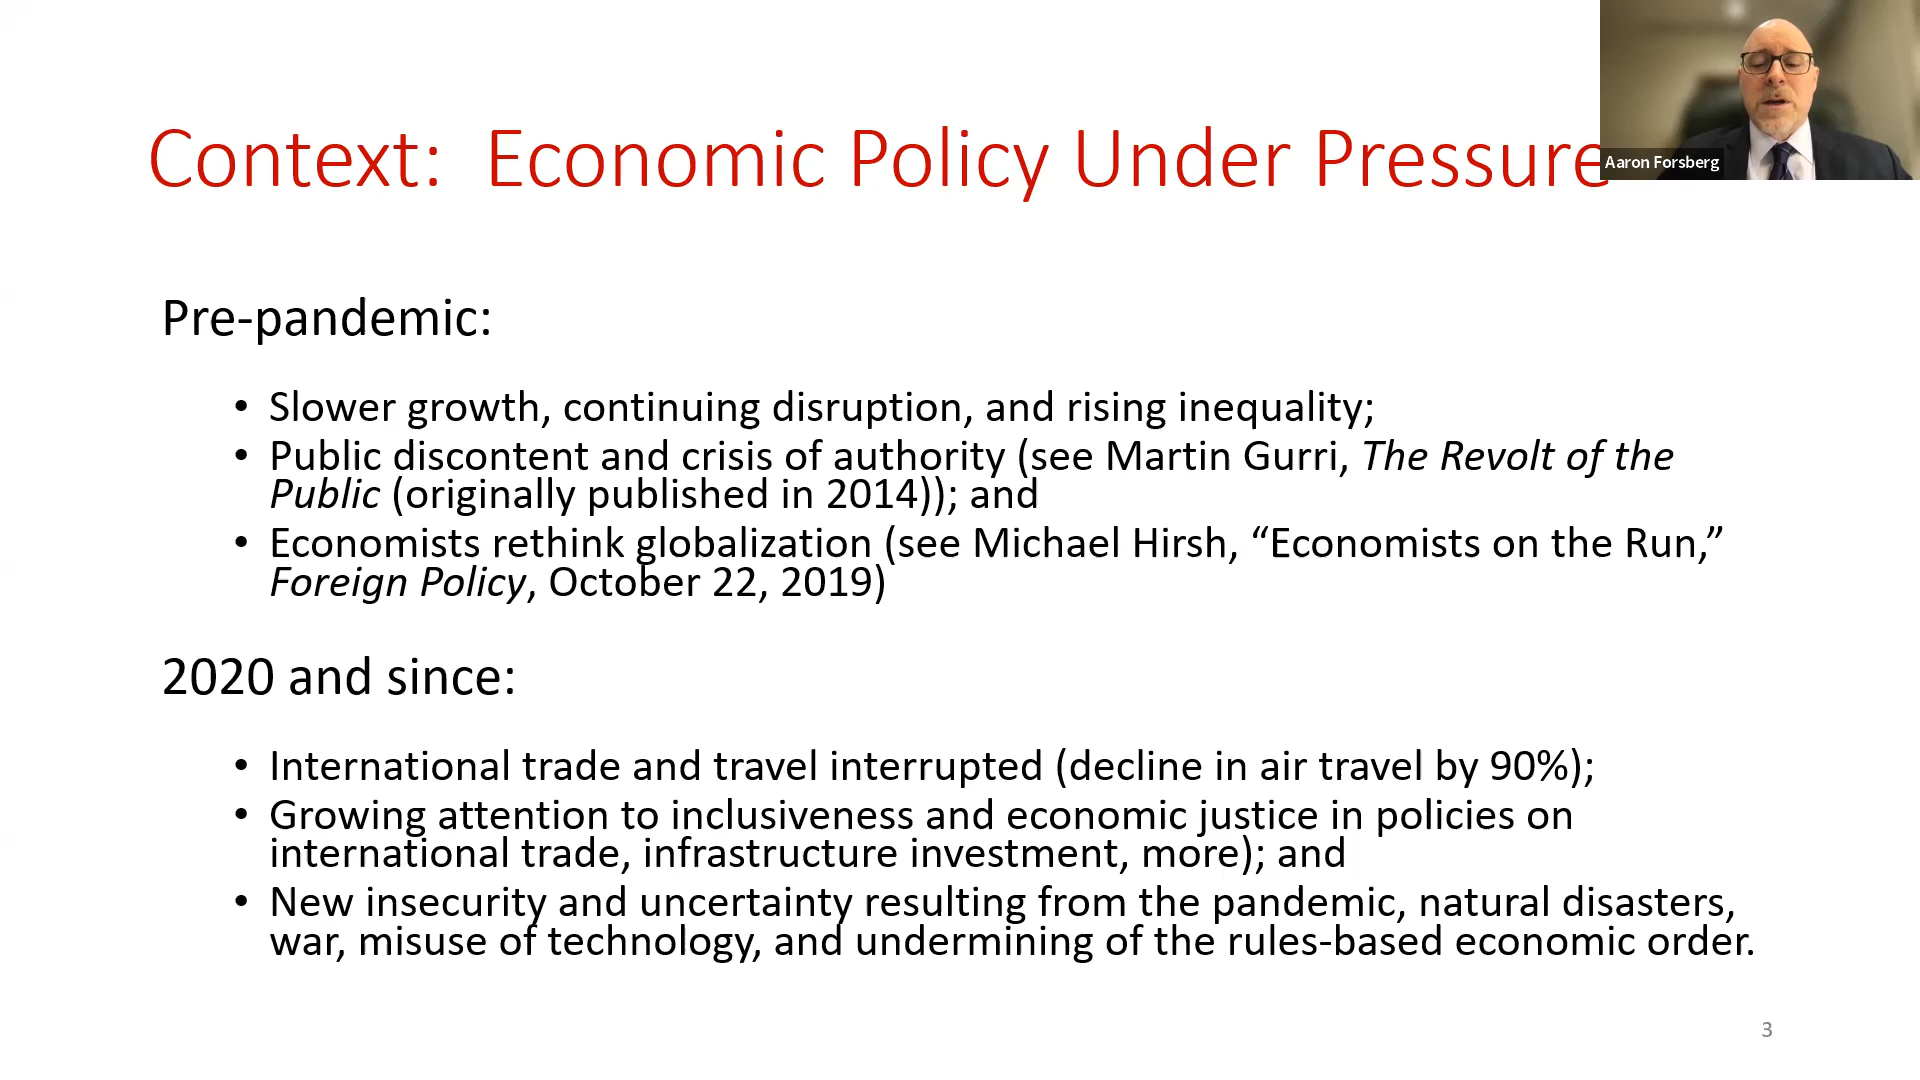 Context:  Economic Policy Under Pressure
Aaron Forsberg
Pre-pandemic:
• Slower growth, continuing disruption, and rising inequality;
• Public discontent and crisis of authority (see Martin Gurri, The Revolt of the
Public (originally published in 2014)); and
• Economists rethink globalization (see Michael Hirsh, “Economists on the Run,”
Foreign Policy, October 22, 2019)
2020 and since:
• International trade and travel interrupted (decline in air travel by 90%);
• Growing attention to inclusiveness and economic justice in policies on
international trade, infrastructure investment, more); and
• New insecurity and uncertainty resulting from the pandemic, natural disasters,
war, misuse of technology, and undermining of the rules-based economic order.
3